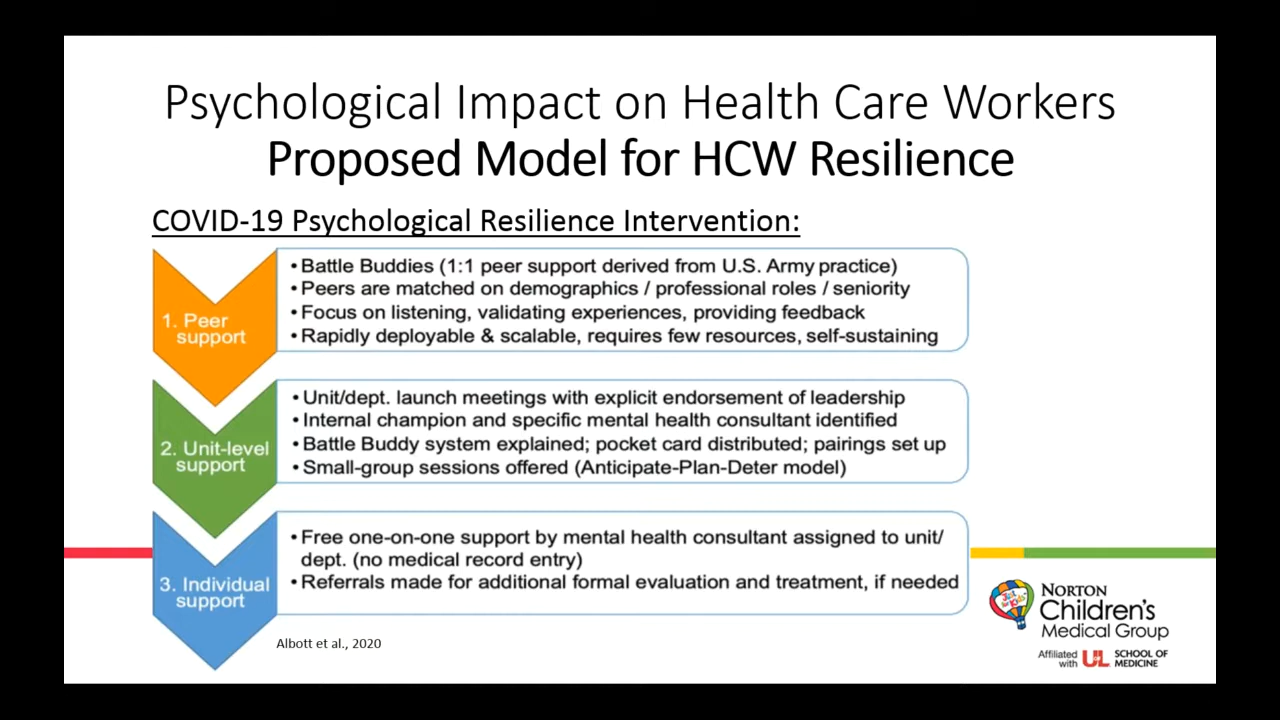 Psychological Impact on Health Care Workers
Proposed Model for HCW Resilience
COVID-19 Psychological Resilience Intervention:
1. Peer
support
• Battle Buddies (1:1 peer support derived from U.S. Army practice)
• Peers are matched on demographics / professional roles / seniority
• Focus on listening, validating experiences, providing feedback
• Rapidly deployable & scalable, requires few resources, self-sustaining
2. Unit-level
support
• Unit/dept. launch meetings with explicit endorsement of leadership
• Internal champion and specific mental health consultant identified
• Battle Buddy system explained; pocket card distributed; pairings set up
• Small-group sessions offered (Anticipate-Plan-Deter model)
3. Individual
support
• Free one-on-one support by mental health consultant assigned to unit/
dept. (no medical record entry)
• Referrals made for additional formal evaluation and treatment, if needed
Albott et al., 2020
Just
for Kids
NORTON
Children's
Medical Group
Affiliated
with
UL
SCHOOL OF
MEDICINE